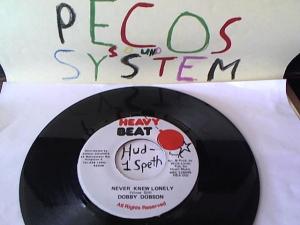 PECOS
SOUND
SYSTEM
HEAVY
BEAT
Hud-
1 Speth
NEVER KNEW LONELY
DOBBY DOBSON
All Rights Reserved